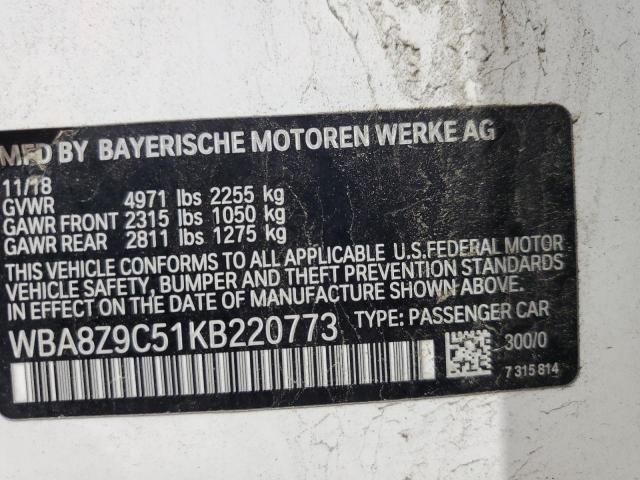 MFD BY BAYERISCHE MOTOREN WERKE AG
11/18
GVWR 4971 lbs 2255 kg
GAWR FRONT 2315 lbs 1050 kg
GAWR REAR 2811 lbs 1275 kg
THIS VEHICLE CONFORMS TO ALL APPLICABLE U.S.FEDERAL MOTOR
VEHICLE SAFETY, BUMPER AND THEFT PREVENTION STANDARDS
IN EFFECT ON THE DATE OF MANUFACTURE SHOWN ABOVE.
WBA8Z9C51KB220773 TYPE: PASSENGER CAR
300/0
7 315 814